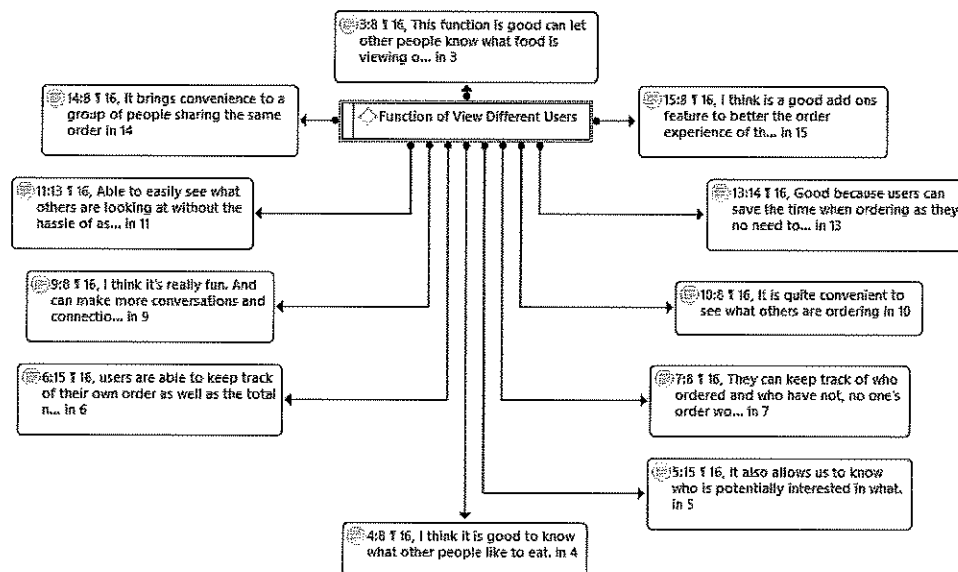 3:8 ¶ 16, This function is good can let
other people know what food is
viewing o... in 3
14:8 ¶ 16, It brings convenience to a
group of people sharing the same
order in 14
Function of View Different Users
15:8 ¶ 16, I think is a good add ons
feature to better the order
experience of th... in 15
11:13 ¶ 16, Able to easily see what
others are looking at without the
hassle of as... in 11
13:14 ¶ 16, Good because users can
save the time when ordering as they
no need to... in 13
9:8 ¶ 16, I think it's really fun. And
can make more conversations and
connectio... in 9
10:8 ¶ 16, It is quite convenient to
see what others are ordering in 10
6:15 ¶ 16, users are able to keep track
of their own order as well as the total
n... in 6
7:8 ¶ 16, They can keep track of who
ordered and who have not, no one's
order wo... in 7
5:15 ¶ 16, It also allows us to know
who is potentially interested in what.
in 5
4:8 ¶ 16, I think it is good to know
what other people like to eat. in 4